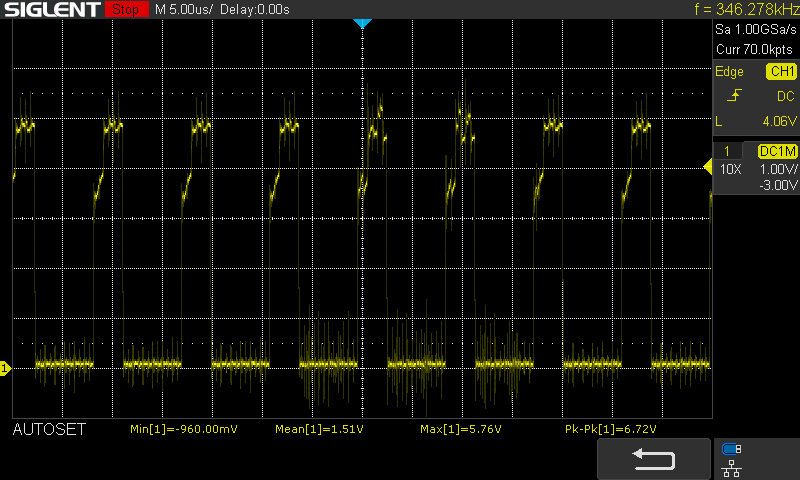 SIGLENT Stop M 5.00us/ Delay:0.00s f = 346.278kHz
Sa 1.00GSa/s
Curr 70.0kpts
Edge CH1
DC
L 4.06V
1 DC1M
10X 1.00V/
-3.00V
1
AUTOSET Min[1]=-960.00mV Mean[1]=1.51V Max[1]=5.76V Pk-Pk[1]=6.72V